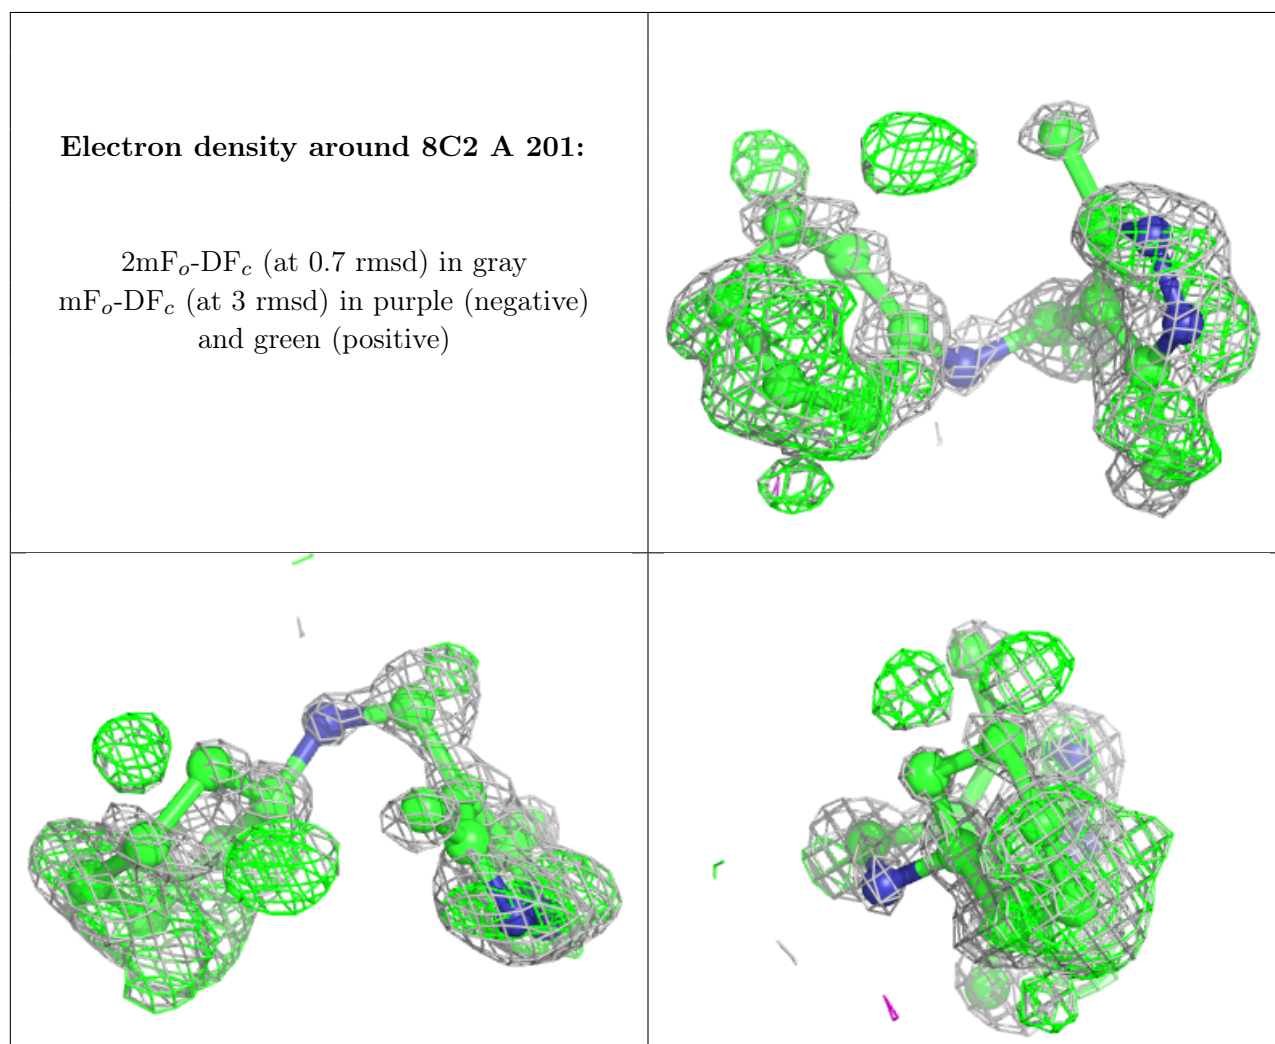 Electron density around 8C2 A 201:
2mFo-DFc (at 0.7 rmsd) in gray
mFo-DFc (at 3 rmsd) in purple (negative)
and green (positive)